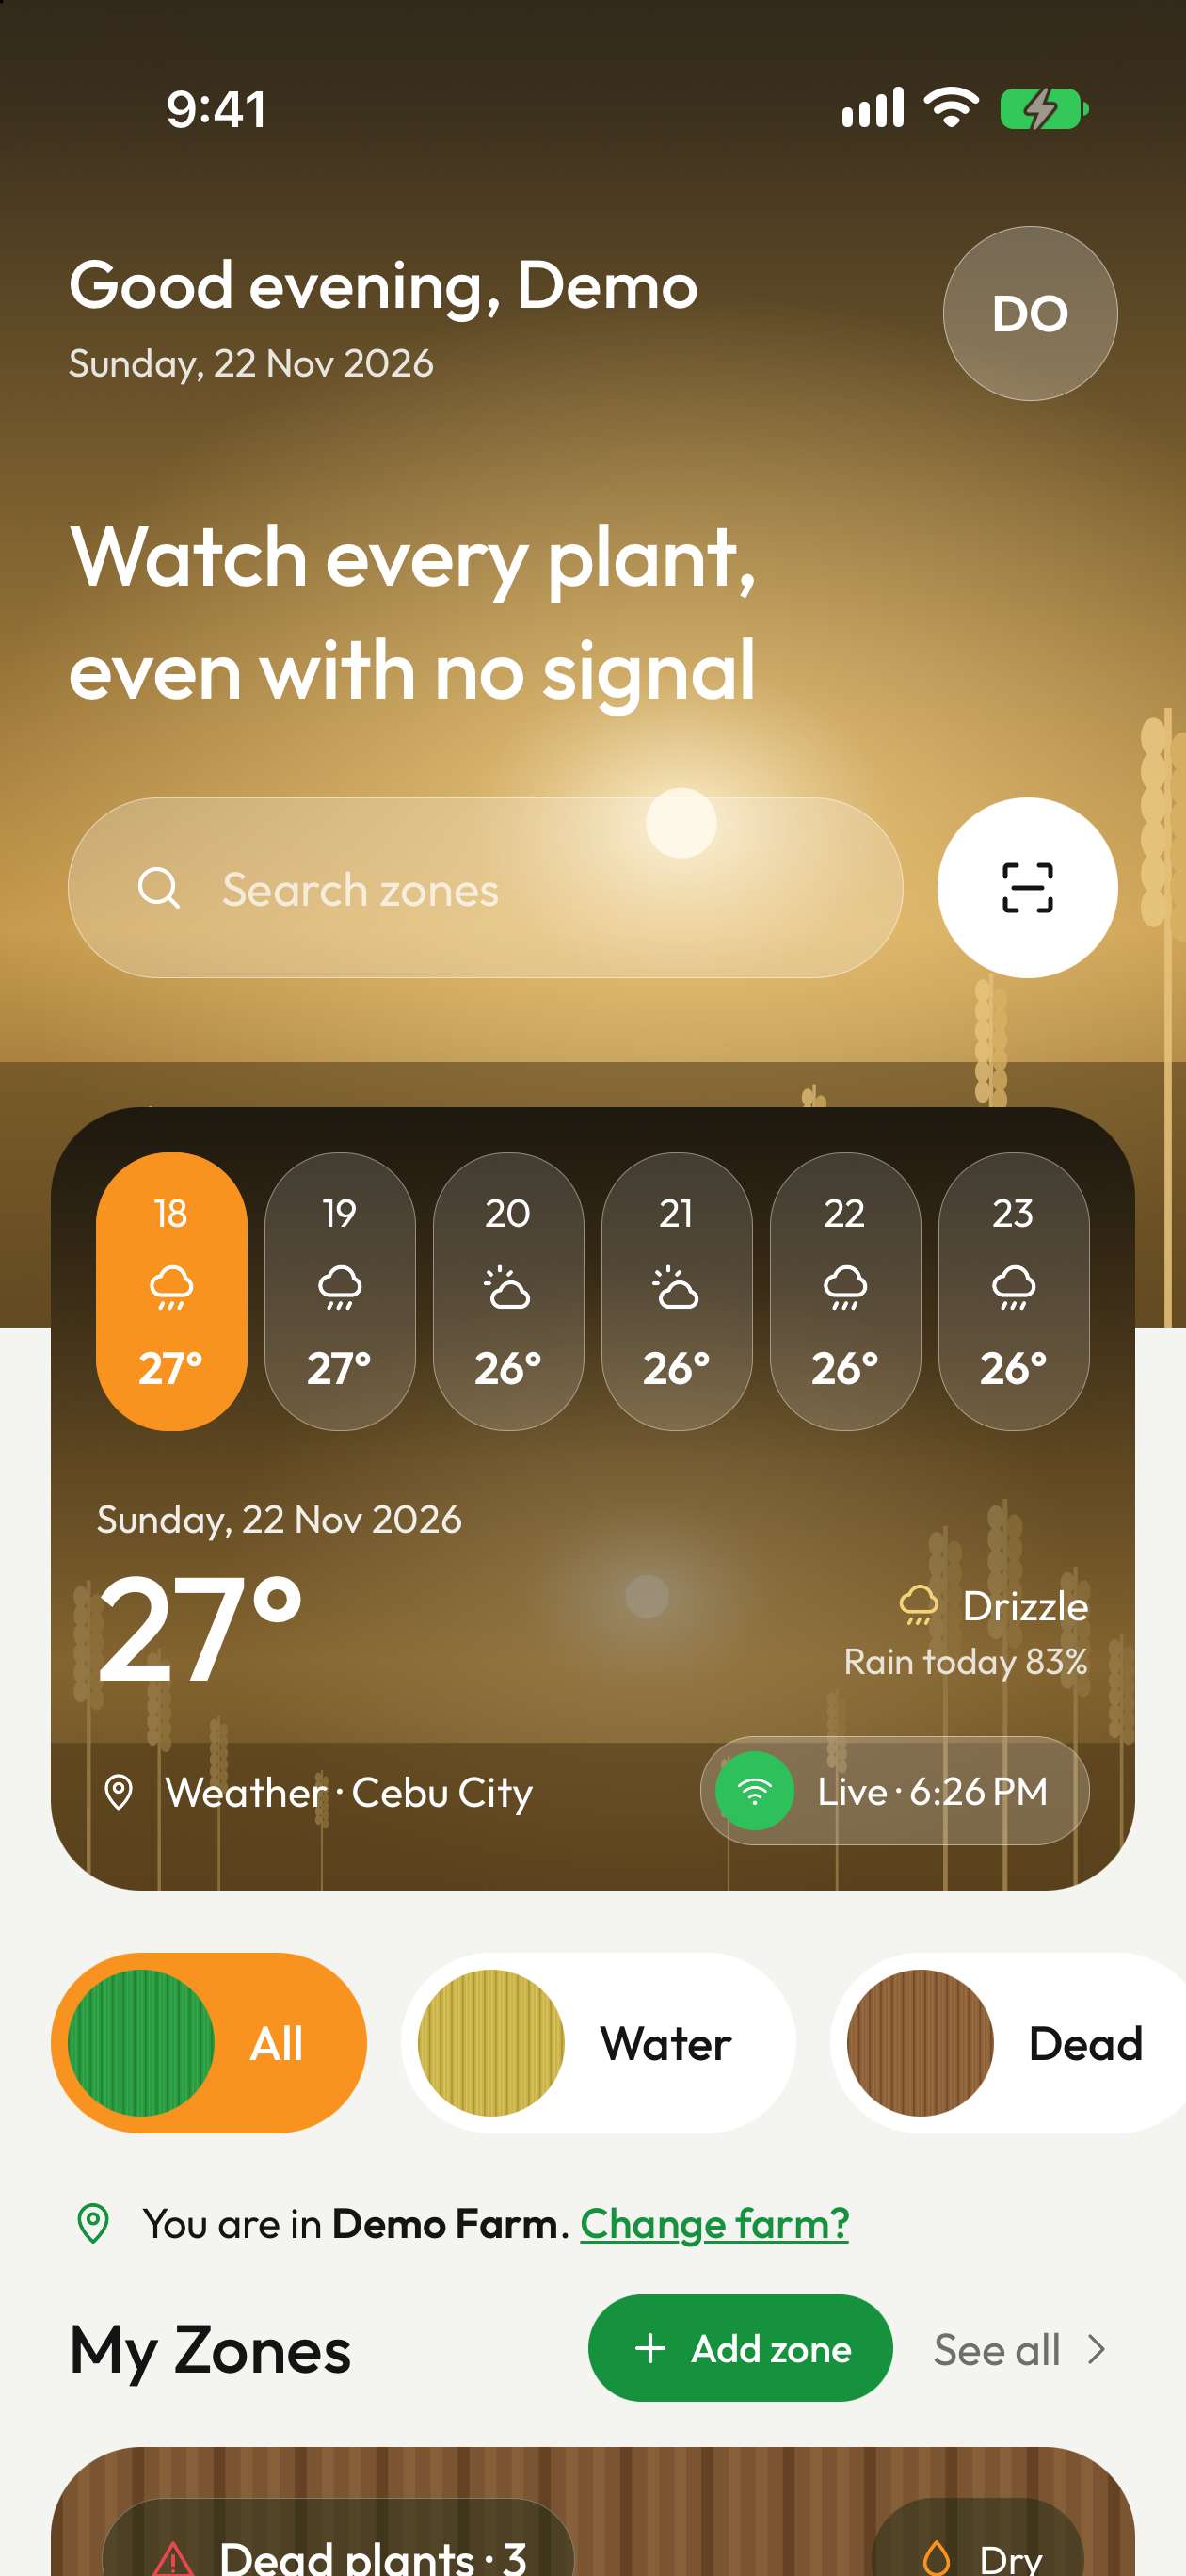 9:41
Good evening, Demo
Sunday, 22 Nov 2026
DO
Watch every plant,
even with no signal
Search zones
18 19 20 21 22 23
27° 27° 26° 26° 26° 26°
Sunday, 22 Nov 2026
27°
Drizzle
Rain today 83%
Weather · Cebu City
Live · 6:26 PM
All Water Dead
You are in Demo Farm. Change farm?
My Zones
Add zone
See all
Dead plants · 3
Dry